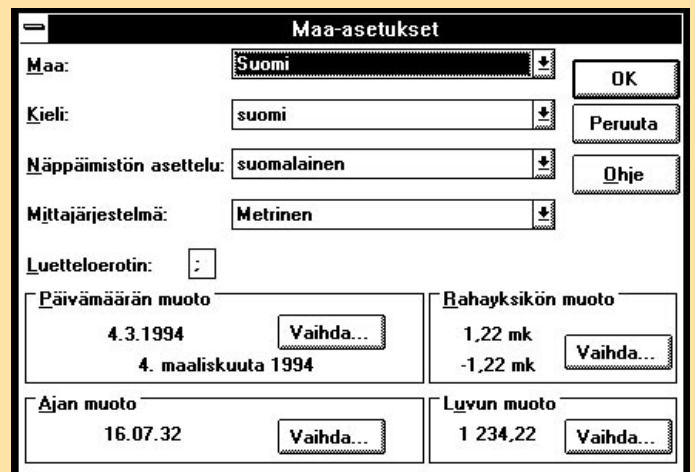 Maa-asetukset
Maa: Suomi
OK
Kieli: suomi
Peruuta
Näppäimistön asettelu: suomalainen
Ohje
Mittajärjestelmä: Metrinen
Luetteloerotin: ;
Päivämäärän muoto
4.3.1994 Vaihda...
4. maaliskuuta 1994
Rahayksikön muoto
1,22 mk
-1,22 mk Vaihda...
Ajan muoto
16.07.32 Vaihda...
Luvun muoto
1 234,22 Vaihda...